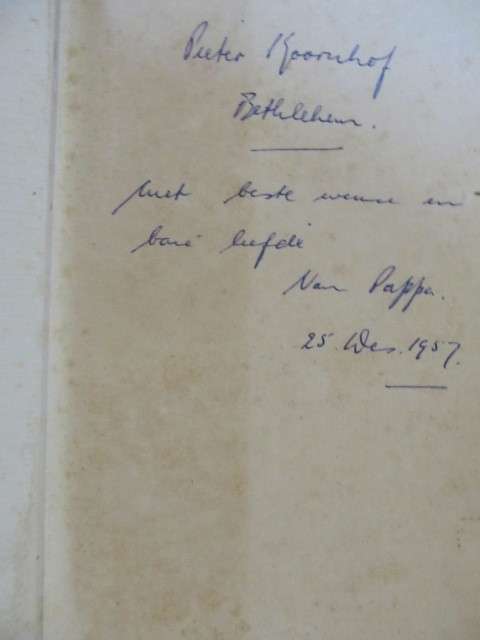 Pieter Koornhof
Bethlehem.
Met beste wense en
baie liefde
Van Pappa.
25. Des. 1957.